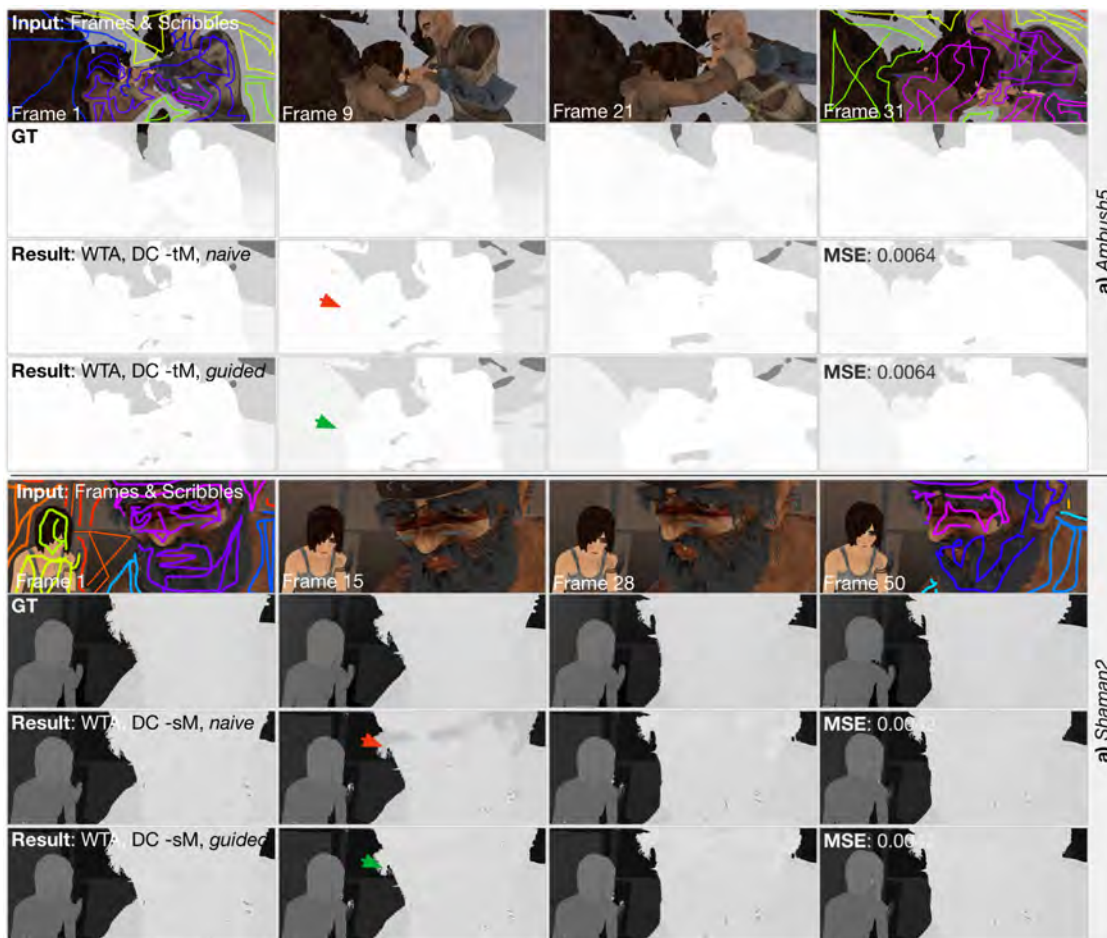 Input: Frames & Scribbles
Frame 1
Frame 9
Frame 21
Frame 31
GT
Result: WTA, DC -tM, naive
MSE: 0.0064
Result: WTA, DC -tM, guided
MSE: 0.0064
a) Ambush5
Input: Frames & Scribbles
Frame 1
Frame 15
Frame 28
Frame 50
GT
Result: WTA, DC -sM, naive
MSE:
Result: WTA, DC -sM, guided
MSE:
a) Shaman2